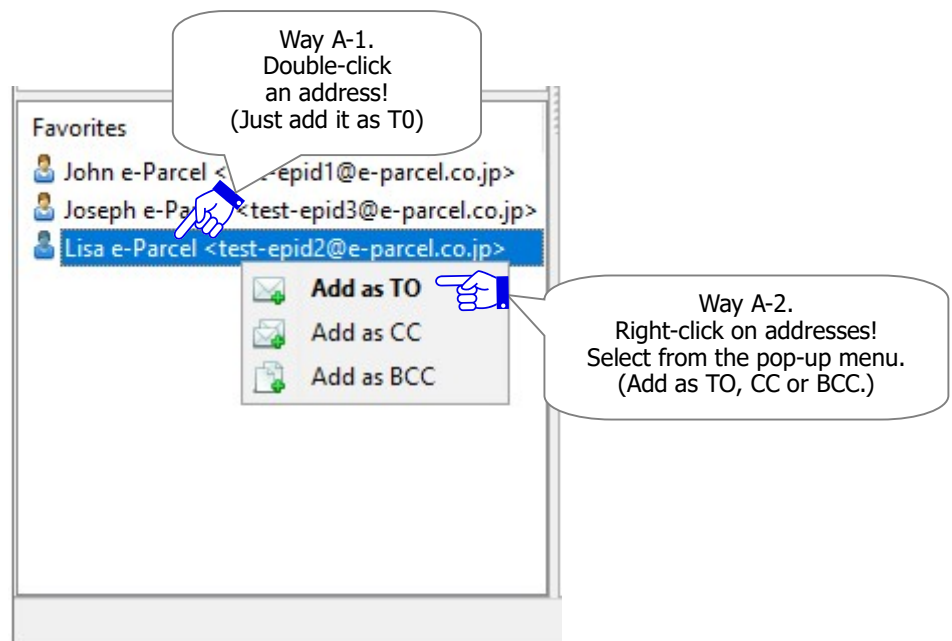 Way A-1.
Double-click
an address!
(Just add it as T0)
Favorites
John e-Parcel < -epid1@e-parcel.co.jp>
Joseph e-Pa <test-epid3@e-parcel.co.jp>
Lisa e-Parcel <test-epid2@e-parcel.co.jp>
Add as TO
Add as CC
Add as BCC
Way A-2.
Right-click on addresses!
Select from the pop-up menu.
(Add as TO, CC or BCC.)